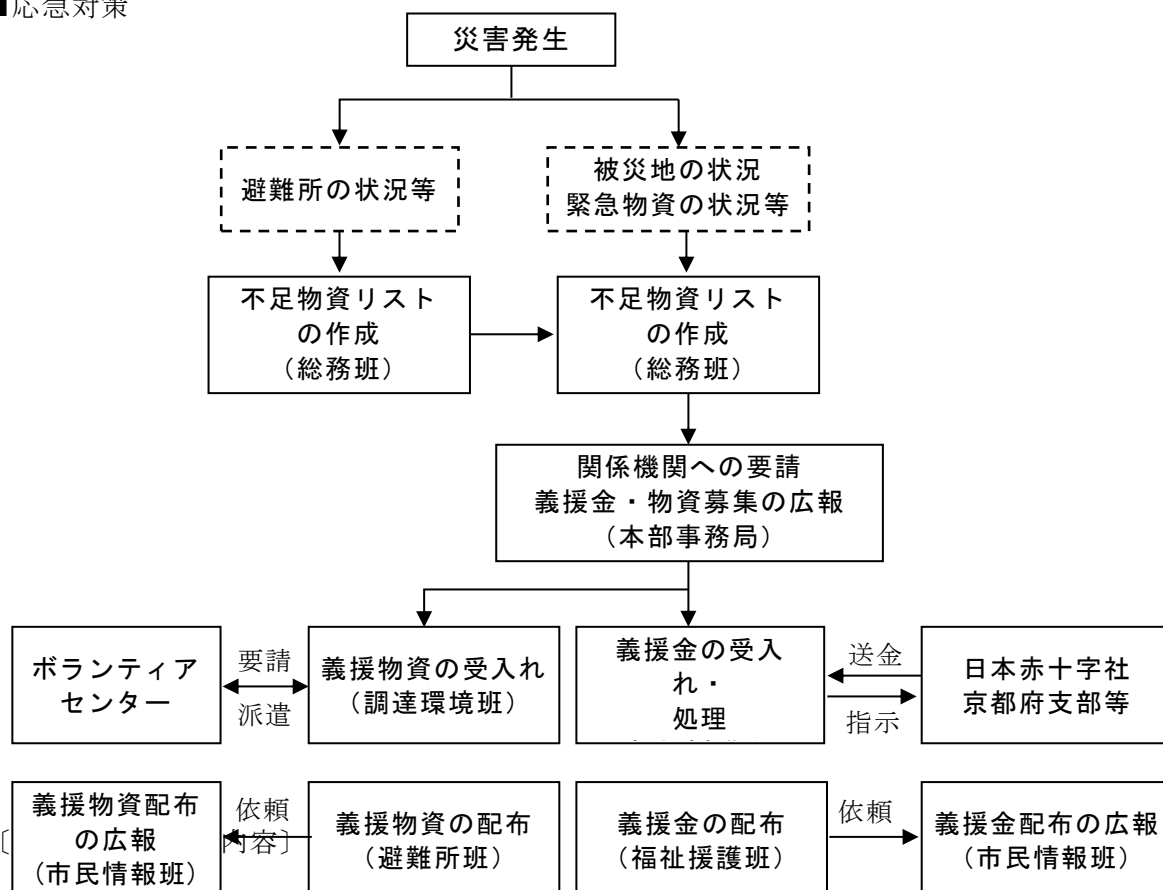 ■応急対策
災害発生
避難所の状況等
被災地の状況
緊急物資の状況等
不足物資リスト
の作成
（総務班）
不足物資リスト
の作成
（総務班）
関係機関への要請
義援金・物資募集の広報
（本部事務局）
ボランティア
センター
要請
派遣
義援物資の受入れ
（調達環境班）
義援金の受入
れ・
処理
送金
指示
日本赤十字社
京都府支部等
義援物資配布
の広報
（市民情報班）
依頼
〔
内容〕
義援物資の配布
（避難所班）
義援金の配布
（福祉援護班）
依頼
義援金配布の広報
（市民情報班）